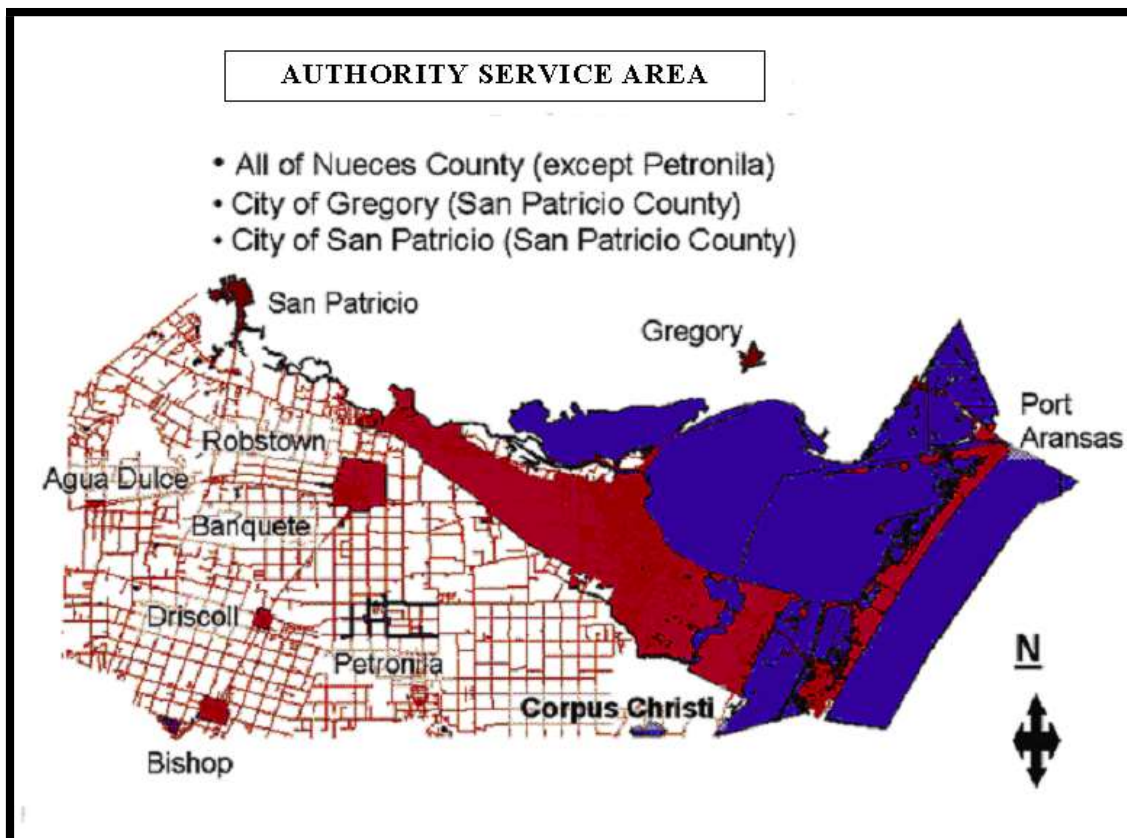 AUTHORITY SERVICE AREA
• All of Nueces County (except Petronila)
• City of Gregory (San Patricio County)
• City of San Patricio (San Patricio County)
San Patricio
Gregory
Port
Aransas
Robstown
Agua Dulce
Banquete
Driscoll
Petronila
N
Corpus Christi
Bishop